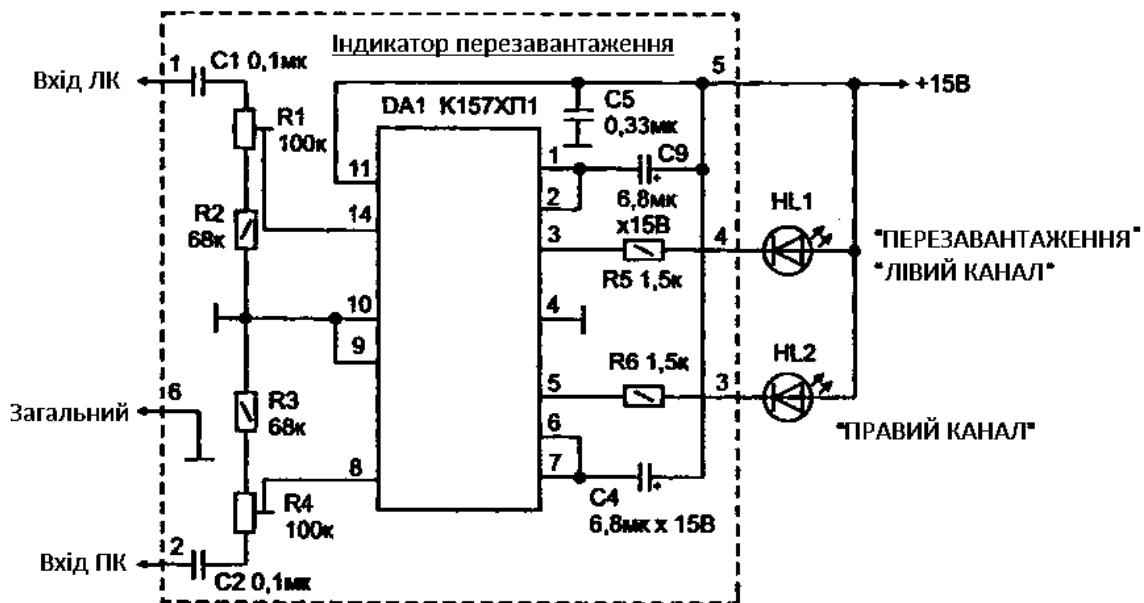 Індикатор перезавантаження
1
C1 0,1мк
Вхід ЛК
5
+15В
DA1 К157ХП1
C5
0,33мк
R1
100к
11
1
C9
2
6,8мк
х15В
14
R2
68к
3
R5 1,5к
4
HL1
"ПЕРЕЗАВАНТАЖЕННЯ"
"ЛІВИЙ КАНАЛ"
10
9
4
R6 1,5к
HL2
5
3
6
Загальний
R3
68к
"ПРАВИЙ КАНАЛ"
6
7
8
C4
6,8мк х 15В
R4
100к
2
Вхід ПК
C2 0,1мк